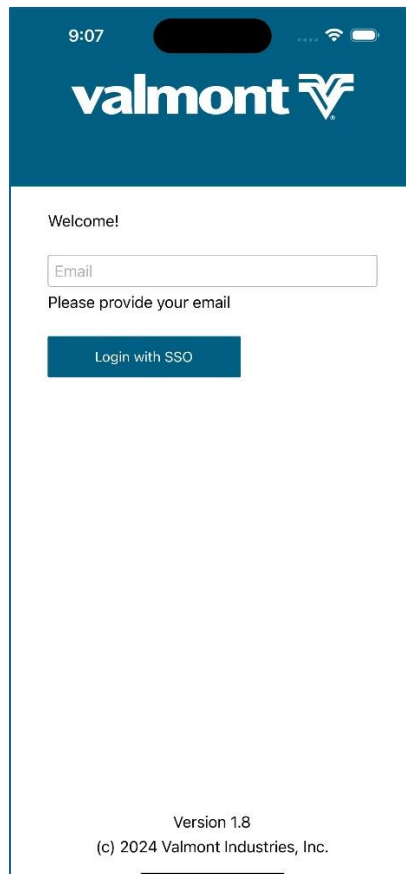 9:07
valmont
Welcome!
Email
Please provide your email
Login with SSO
Version 1.8
(c) 2024 Valmont Industries, Inc.